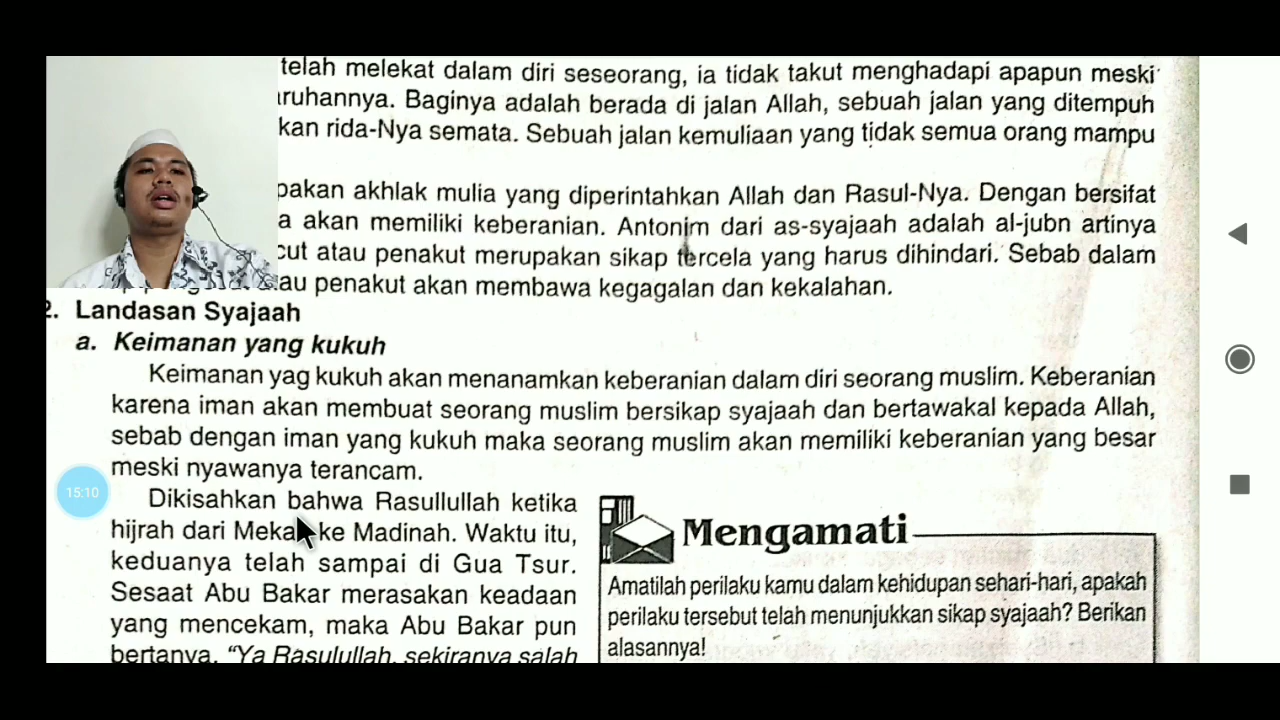 telah melekat dalam diri seseorang, ia tidak takut menghadapi apapun meski
ruhannya. Baginya adalah berada di jalan Allah, sebuah jalan yang ditempuh
kan rida-Nya semata. Sebuah jalan kemuliaan yang tidak semua orang mampu
pakan akhlak mulia yang diperintahkan Allah dan Rasul-Nya. Dengan bersifat
a akan memiliki keberanian. Antonim dari as-syajaah adalah al-jubn artinya
cut atau penakut merupakan sikap tercela yang harus dihindari. Sebab dalam
au penakut akan membawa kegagalan dan kekalahan.
2. Landasan Syajaah
a. Keimanan yang kukuh
Keimanan yag kukuh akan menanamkan keberanian dalam diri seorang muslim. Keberanian
karena iman akan membuat seorang muslim bersikap syajaah dan bertawakal kepada Allah,
sebab dengan iman yang kukuh maka seorang muslim akan memiliki keberanian yang besar
meski nyawanya terancam.
15:10
Dikisahkan bahwa Rasullullah ketika
hijrah dari Mekah ke Madinah. Waktu itu,
keduanya telah sampai di Gua Tsur.
Sesaat Abu Bakar merasakan keadaan
yang mencekam, maka Abu Bakar pun
bertanya, “Ya Rasulullah, sekiranya salah
Mengamati
Amatilah perilaku kamu dalam kehidupan sehari-hari, apakah
perilaku tersebut telah menunjukkan sikap syajaah? Berikan
alasannya!